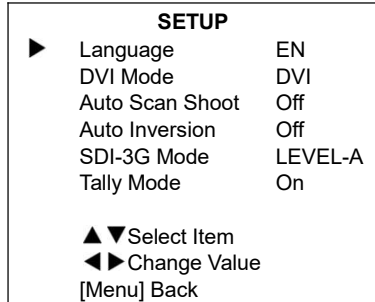 SETUP
▶ Language EN
DVI Mode DVI
Auto Scan Shoot Off
Auto Inversion Off
SDI-3G Mode LEVEL-A
Tally Mode On
▲▼Select Item
◀▶Change Value
[Menu] Back